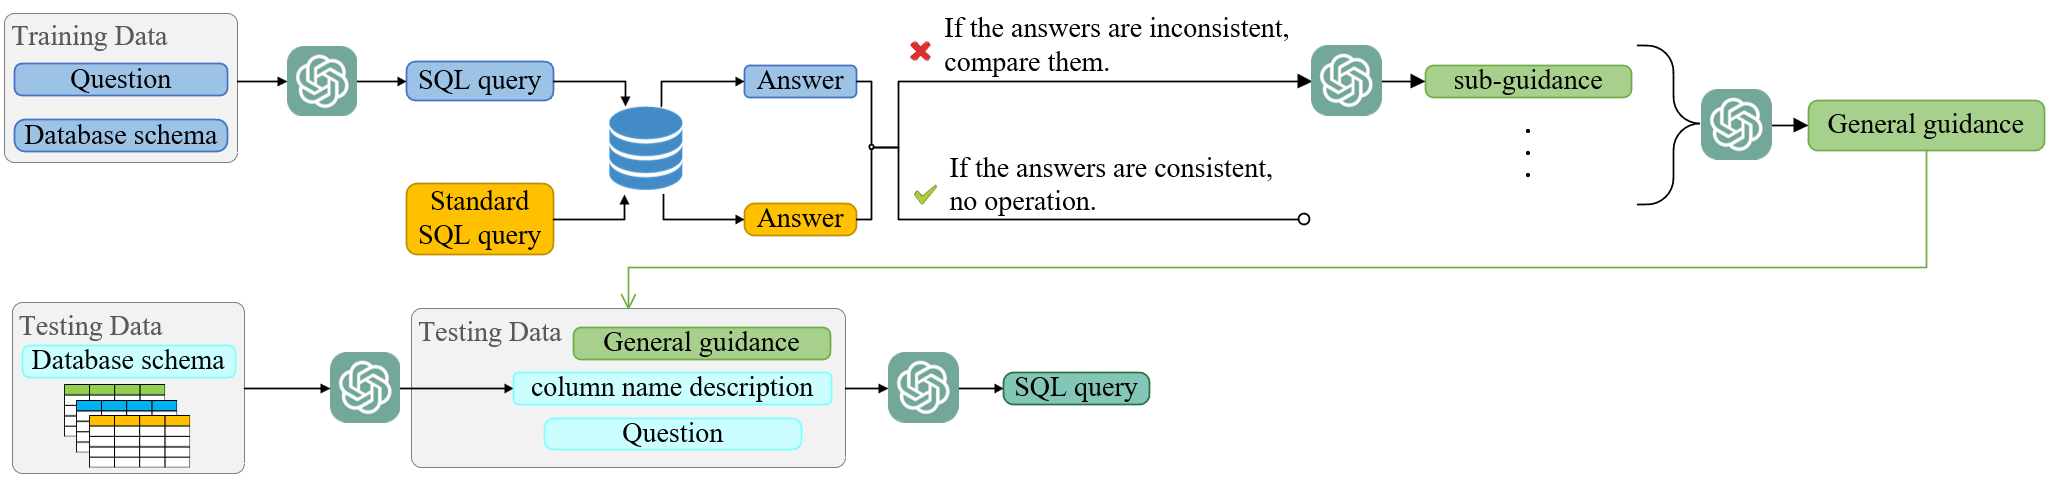 Training Data
Question
Database schema
SQL query
Standard
SQL query
Answer
Answer
If the answers are inconsistent,
compare them.
If the answers are consistent,
no operation.
sub-guidance
General guidance
Testing Data
Database schema
Testing Data
General guidance
column name description
Question
SQL query